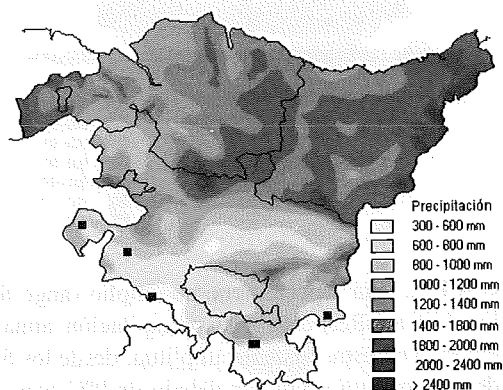 Precipitación
300 - 600 mm
600 - 800 mm
800 - 1000 mm
1000 - 1200 mm
1200 - 1400 mm
1400 - 1800 mm
1800 - 2000 mm
2000 - 2400 mm
> 2400 mm